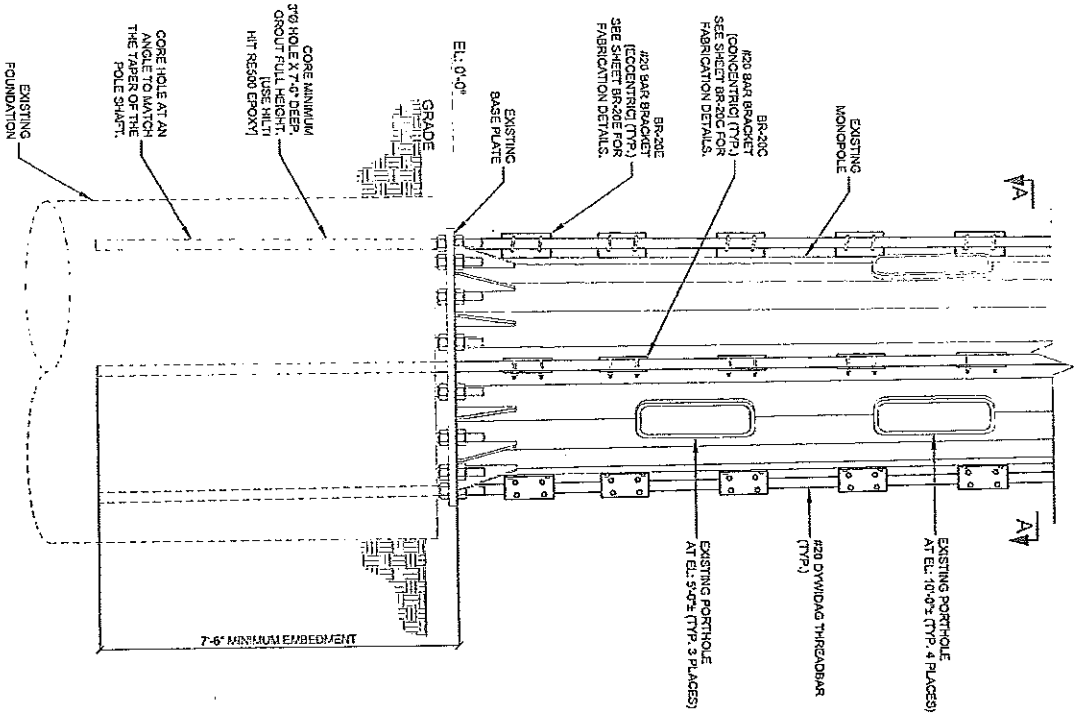 A
A
EXISTING
MONOPOLE
BR-20C
#20 BAR BRACKET
[CONCENTRIC] (TYP.)
SEE SHEET BR-20C FOR
FABRICATION DETAILS.
BR-20E
#20 BAR BRACKET
[ECCENTRIC] (TYP.)
SEE SHEET BR-20E FOR
FABRICATION DETAILS.
EXISTING
BASE PLATE
EL: 0'-0"
GRADE
CORE MINIMUM
3"Ø HOLE X 7'-0" DEEP.
GROUT FULL HEIGHT.
[USE HILTI
HIT RE500 EPOXY]
CORE HOLE AT AN
ANGLE TO MATCH
THE TAPER OF THE
POLE SHAFT.
EXISTING
FOUNDATION
EXISTING PORTHOLE
AT EL: 10'-0"± (TYP. 4 PLACES)
#20 DYWIDAG THREADBAR
(TYP.)
EXISTING PORTHOLE
AT EL: 5'-0"± (TYP. 3 PLACES)
7'-6" MINIMUM EMBEDMENT